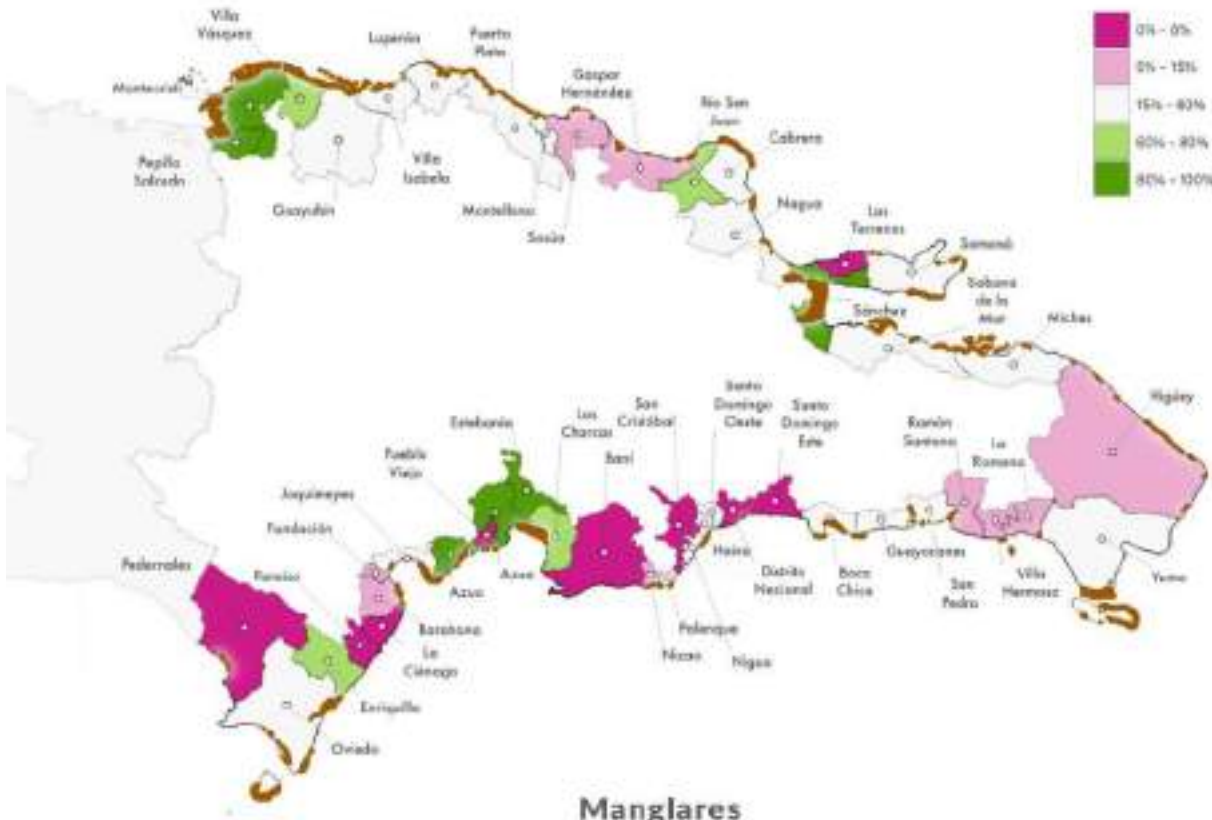 Villa
Vásquez
Luperón
Puerto
Plata
Gaspar
Hernández
Río San
Juan
Cabrera
0% - 0%
0% - 15%
15% - 60%
60% - 80%
80% - 100%
Montecristi
Pepillo
Salcedo
Guayubín
Villa
Isabela
Montellano
Sosúa
Nagua
Las
Terrenas
Samaná
Sabana
de la
Mar
Sánchez
Miches
Higüey
Estebanía
Las
Charcas
Baní
San
Cristóbal
Santo
Domingo
Oeste
Santo
Domingo
Este
Ramón
Santana
La
Romana
Pueblo
Viejo
Jaquimeyes
Fundación
Pedernales
Paraíso
Azua
Azua
Haina
Distrito
Nacional
Boca
Chica
Guayacanes
San
Pedro
Villa
Hermosa
Yuma
Barahona
La
Ciénaga
Palenque
Nizao
Nigua
Enriquillo
Oviedo
Manglares